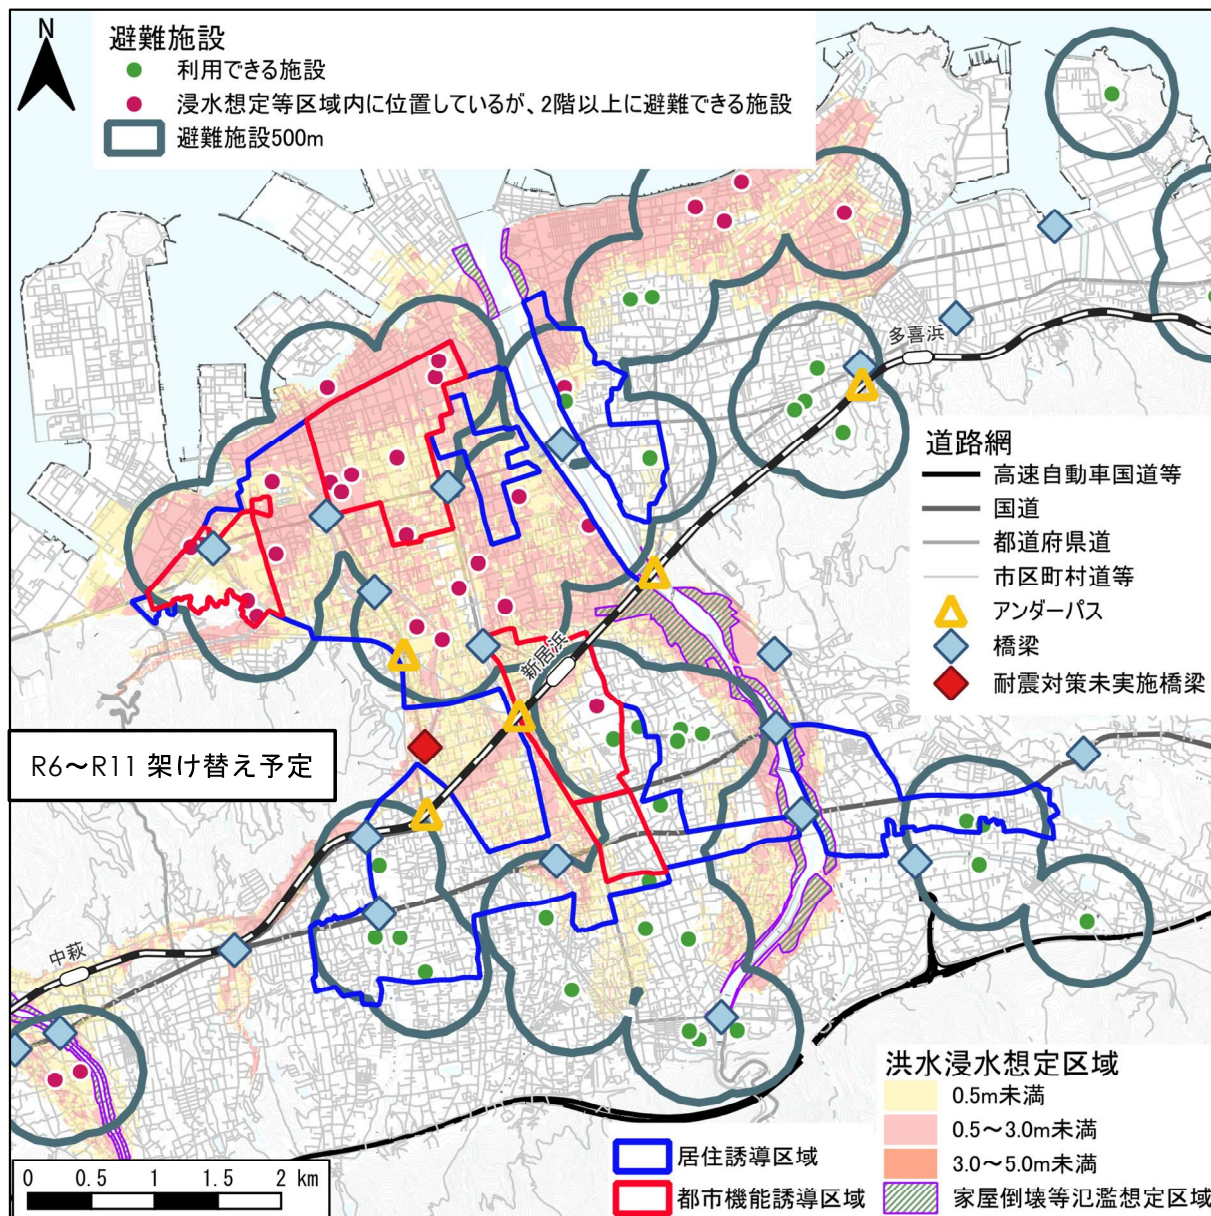 N
避難施設
利用できる施設
浸水想定等区域内に位置しているが、2階以上に避難できる施設
避難施設500m
多喜浜
道路網
高速自動車国道等
国道
都道府県道
市区町村道等
アンダーパス
橋梁
耐震対策未実施橋梁
新居浜
R6～R11 架け替え予定
中萩
洪水浸水想定区域
0.5m未満
0.5～3.0m未満
3.0～5.0m未満
家屋倒壊等氾濫想定区域
居住誘導区域
都市機能誘導区域
0 0.5 1 1.5 2 km